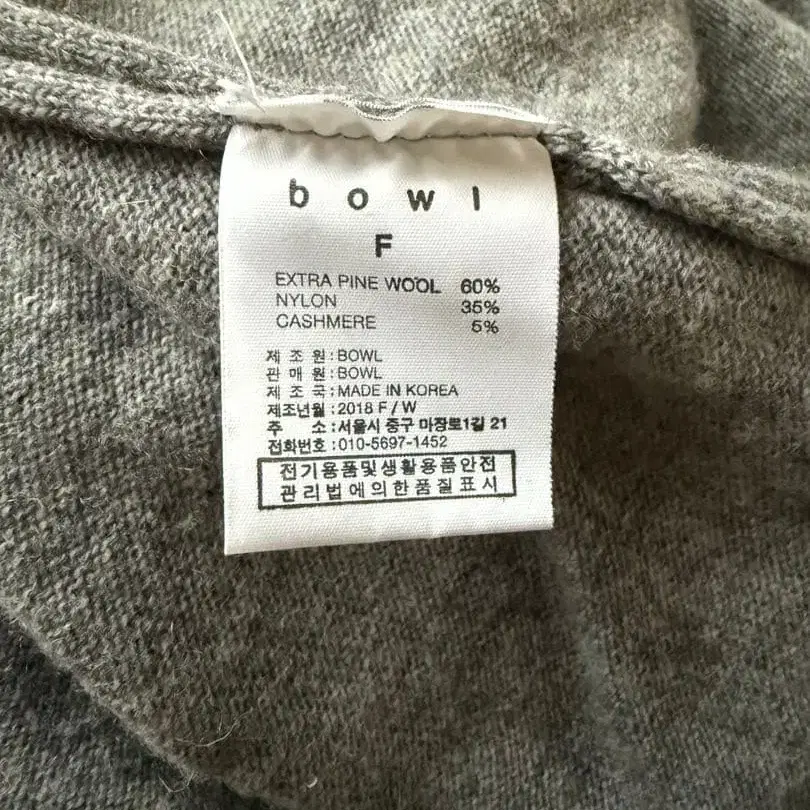 bowl
F
EXTRA PINE WOOL 60%
NYLON 35%
CASHMERE 5%
제 조 원 : BOWL
판 매 원 : BOWL
제 조 국 : MADE IN KOREA
제조년월 : 2018 F / W
주 소 : 서울시 중구 마장로1길 21
전화번호 : 010-5697-1452
전기용품및생활용품안전
관리법에의한품질표시